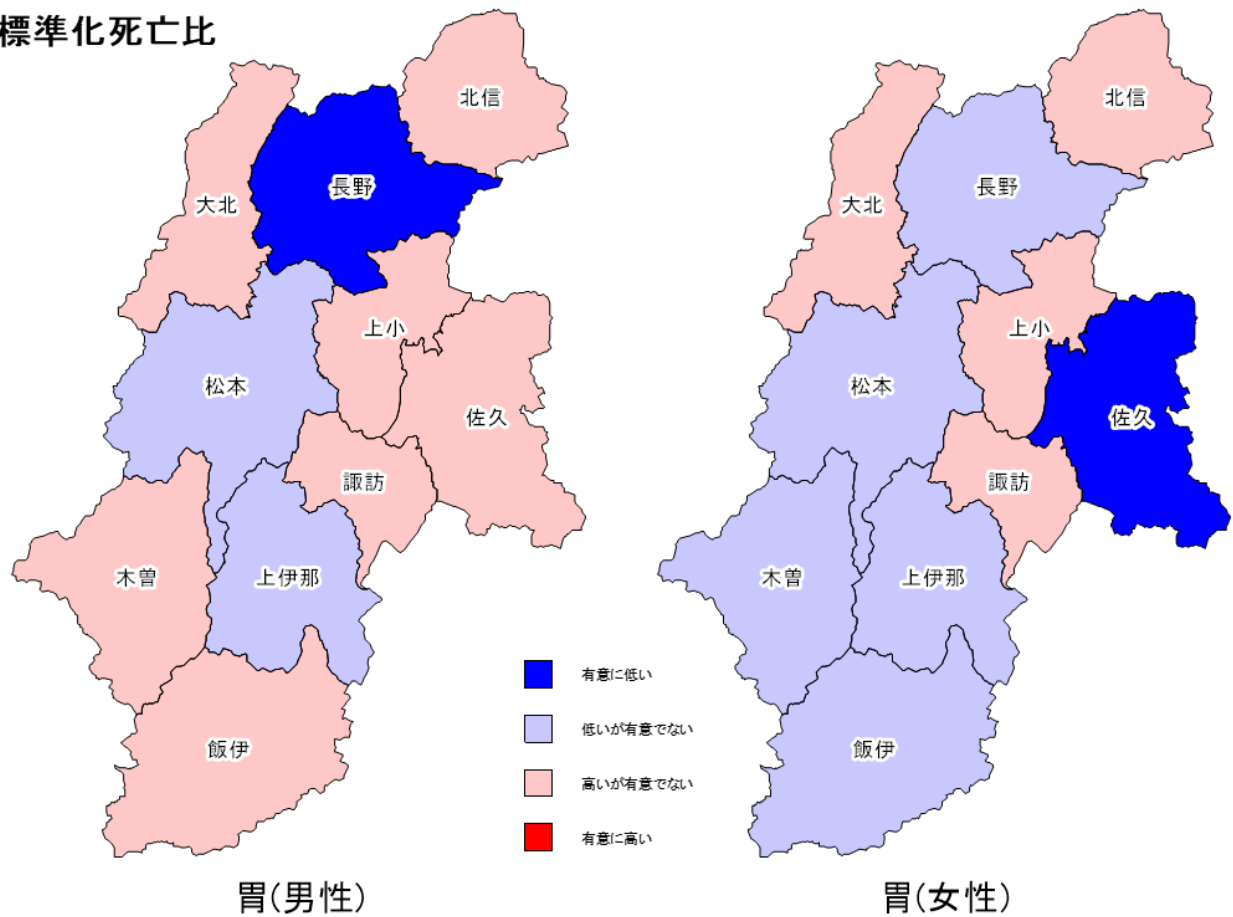 標準化死亡比
北信
長野
大北
上小
松本
佐久
諏訪
木曽
上伊那
飯伊
胃(男性)
北信
長野
大北
上小
松本
佐久
諏訪
木曽
上伊那
飯伊
胃(女性)
有意に低い
低いが有意でない
高いが有意でない
有意に高い